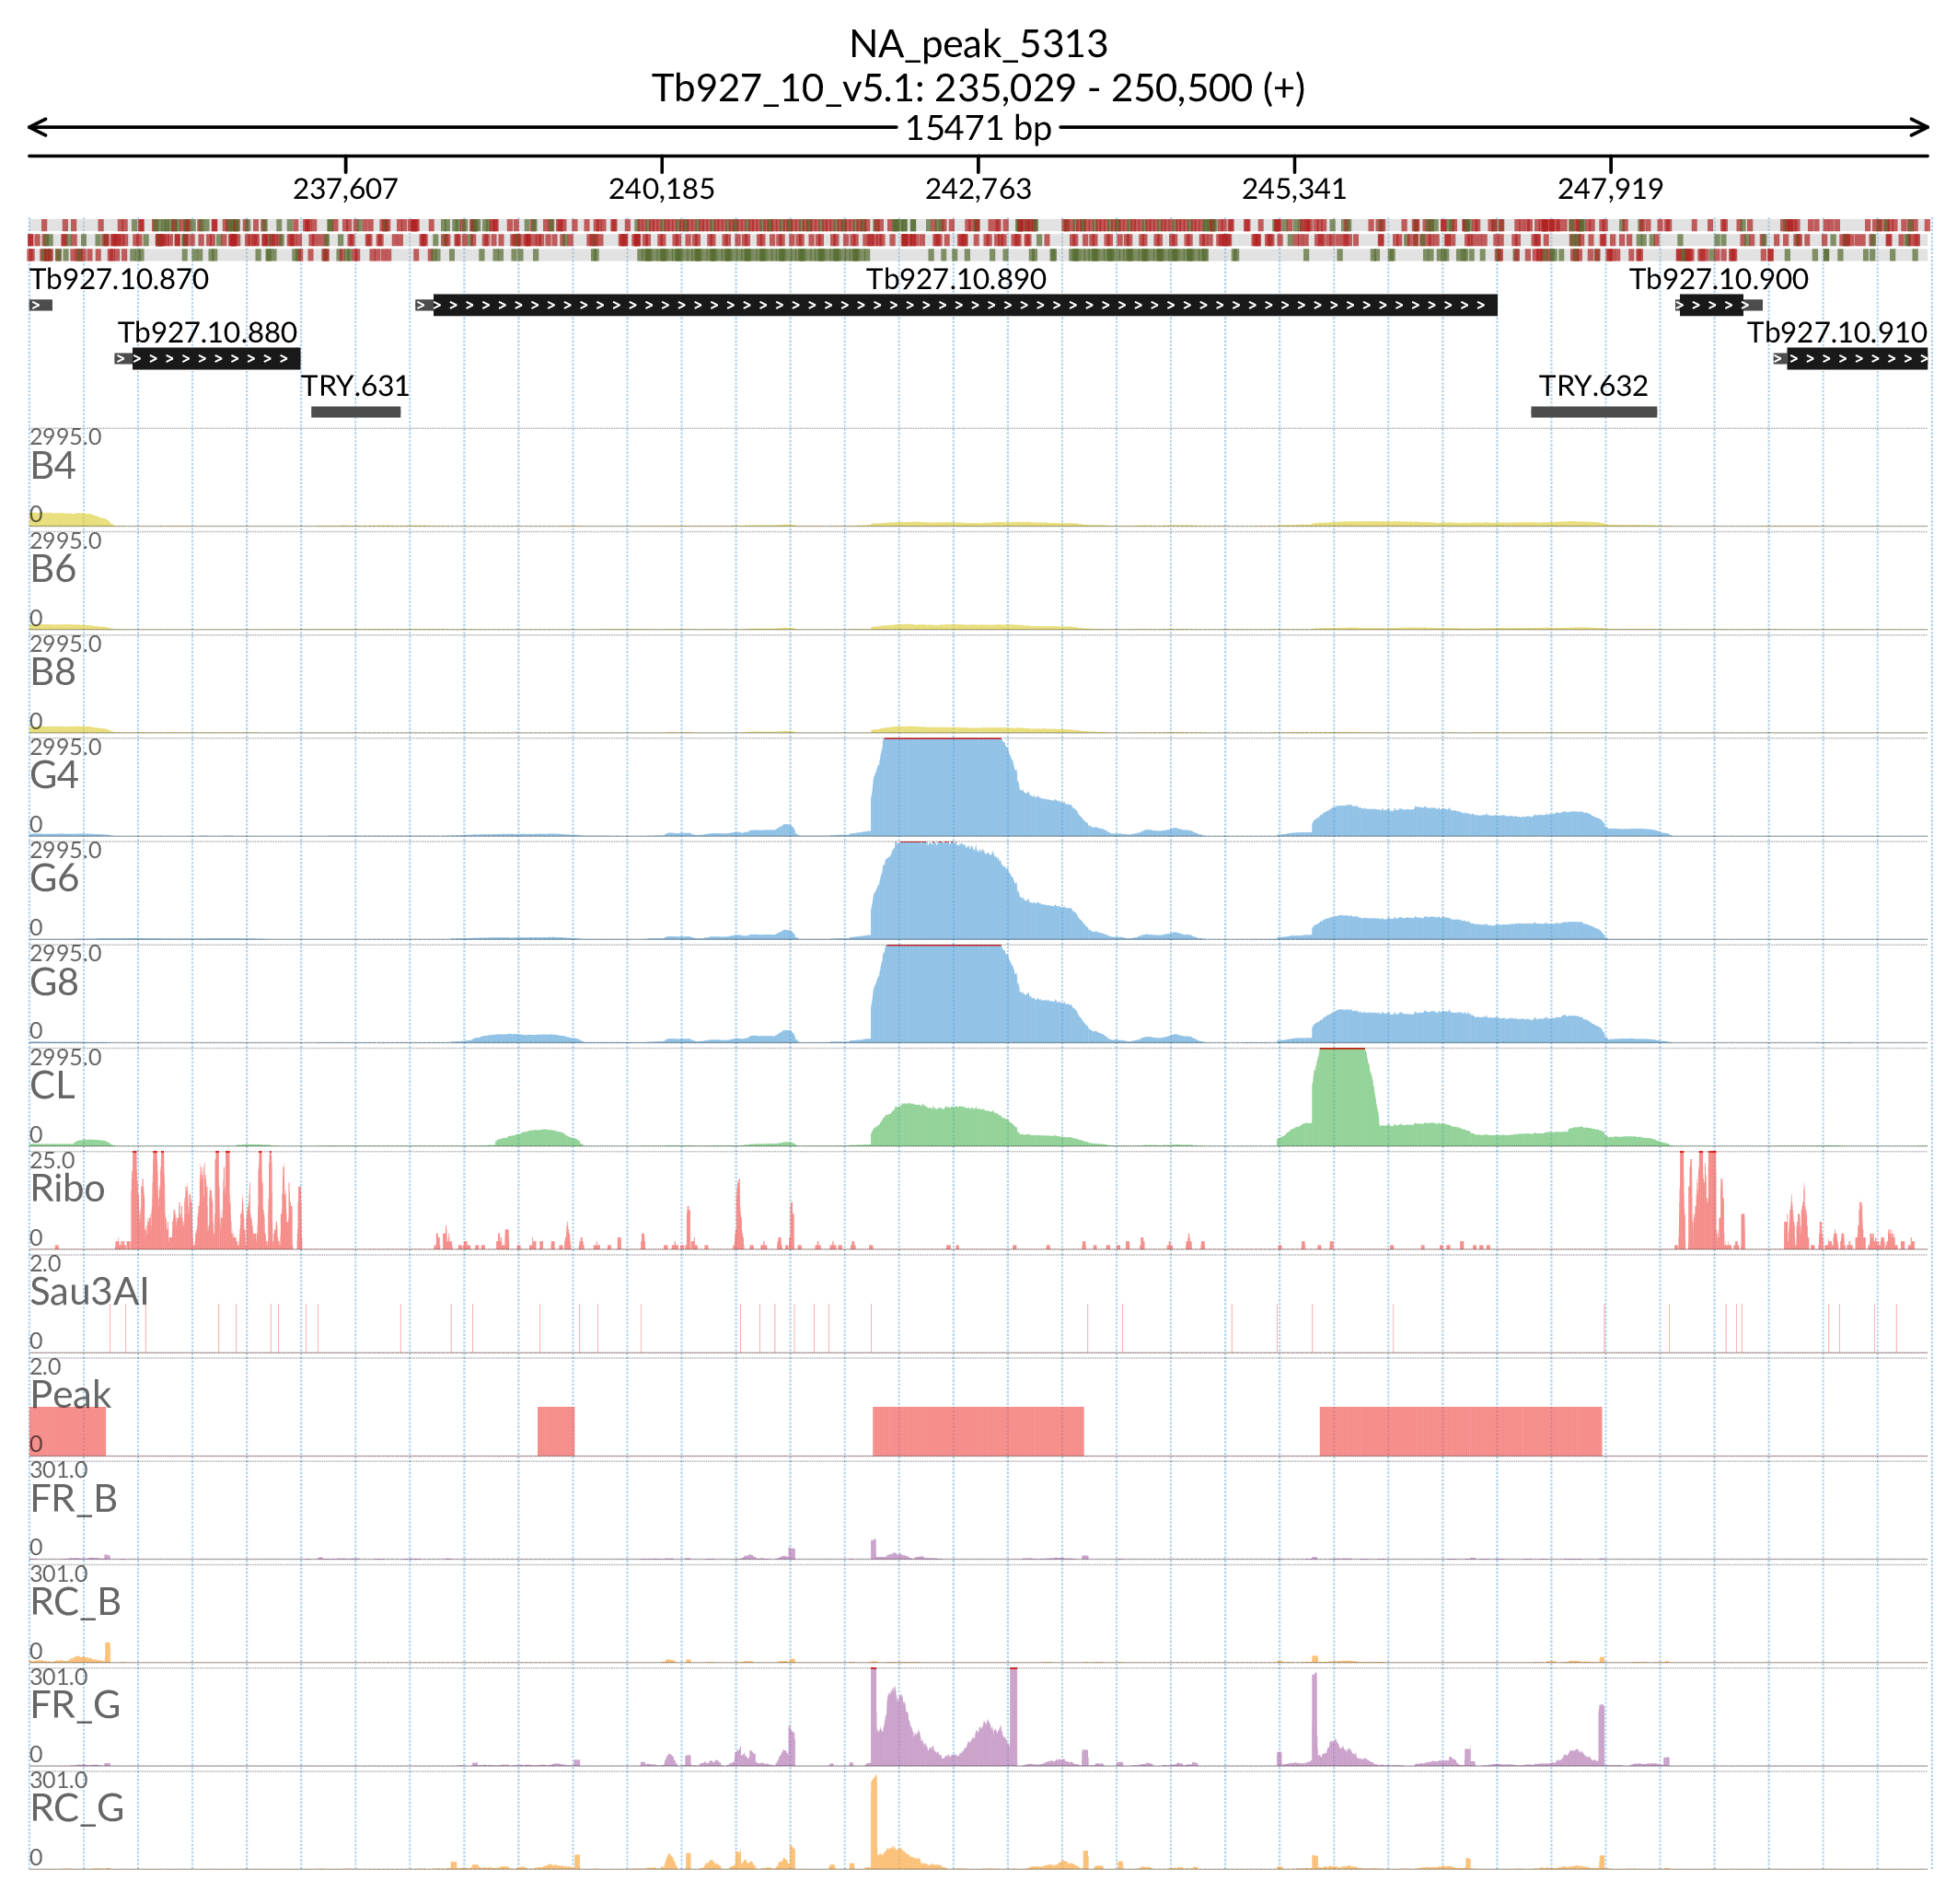 NA_peak_5313
Tb927_10_v5.1: 235,029 - 250,500 (+)
15471 bp
237,607 240,185 242,763 245,341 247,919
Tb927.10.870 Tb927.10.890 Tb927.10.900
Tb927.10.880 Tb927.10.910
TRY.631 TRY.632
2995.0
B4
0
2995.0
B6
0
2995.0
B8
0
2995.0
G4
0
2995.0
G6
0
2995.0
G8
0
2995.0
CL
0
25.0
Ribo
0
2.0
Sau3AI
0
2.0
Peak
0
301.0
FR_B
0
301.0
RC_B
0
301.0
FR_G
0
301.0
RC_G
0